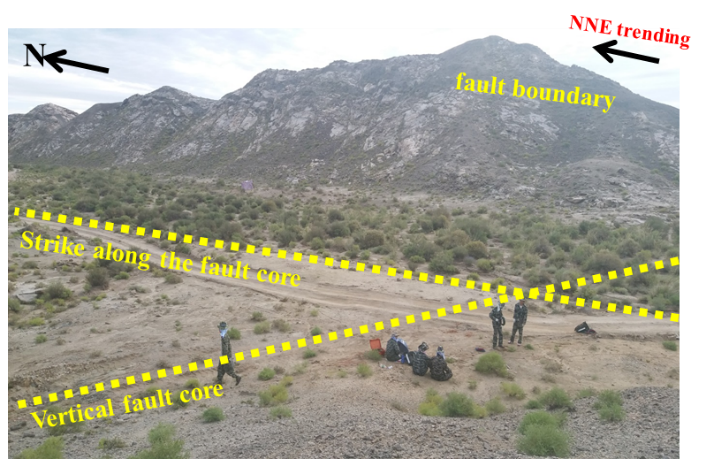 NNE trending
N
fault boundary
Strike along the fault core
Vertical fault core